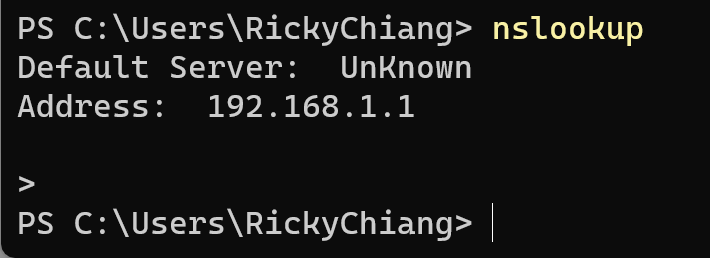 PS C:\Users\RickyChiang> nslookup
Default Server:  UnKnown
Address:  192.168.1.1
>
PS C:\Users\RickyChiang>